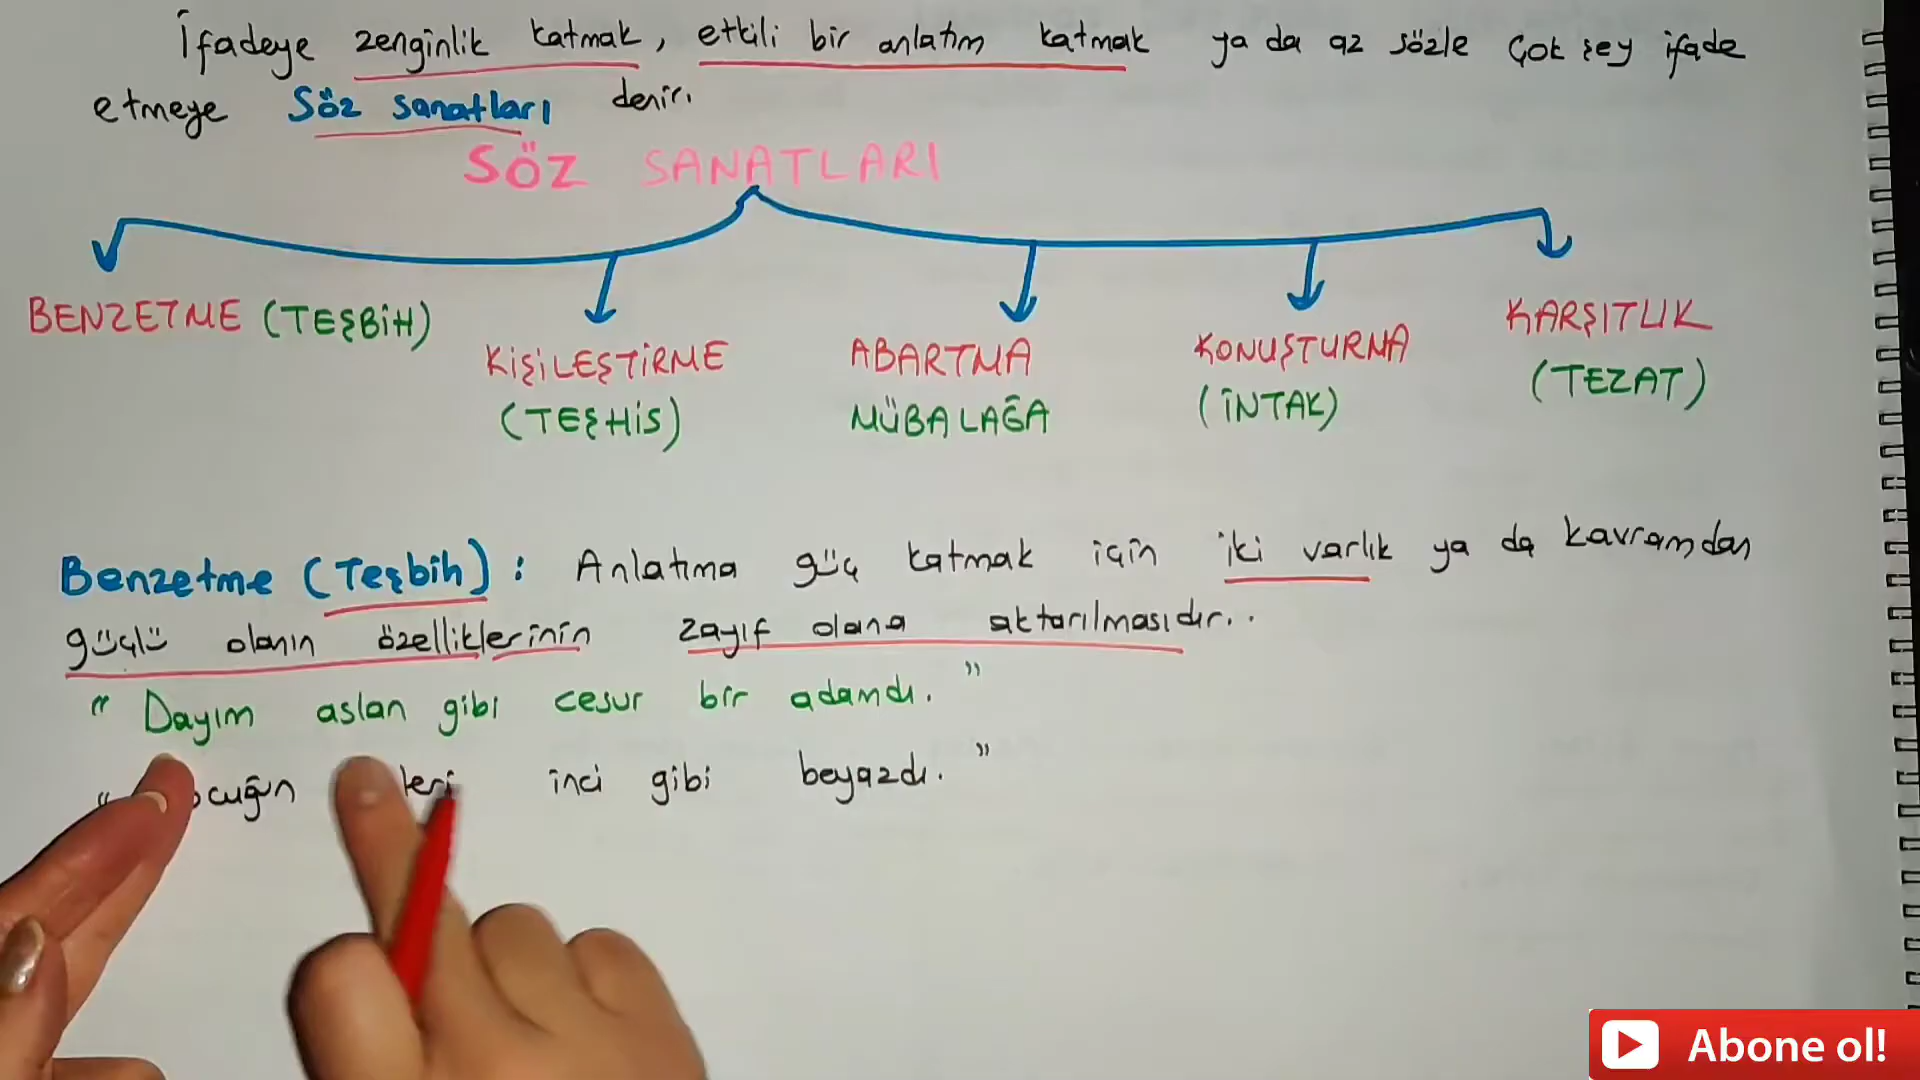 İfadeye zenginlik katmak, etkili bir anlatım katmak ya da az sözle çok şey ifade
etmeye Söz sanatları denir.
SÖZ SANATLARI
BENZETME (TEŞBİH)
KİŞİLEŞTİRME
(TEŞHİS)
ABARTMA
MÜBALAĞA
KONUŞTURMA
(İNTAK)
KARŞITLIK
(TEZAT)
Benzetme (Teşbih) : Anlatıma güç katmak için iki varlık ya da kavramdan
güçlü olanın özelliklerinin zayıf olana aktarılmasıdır..
" Dayım aslan gibi cesur bir adamdı. "
inci gibi beyazdı. "
Abone ol!